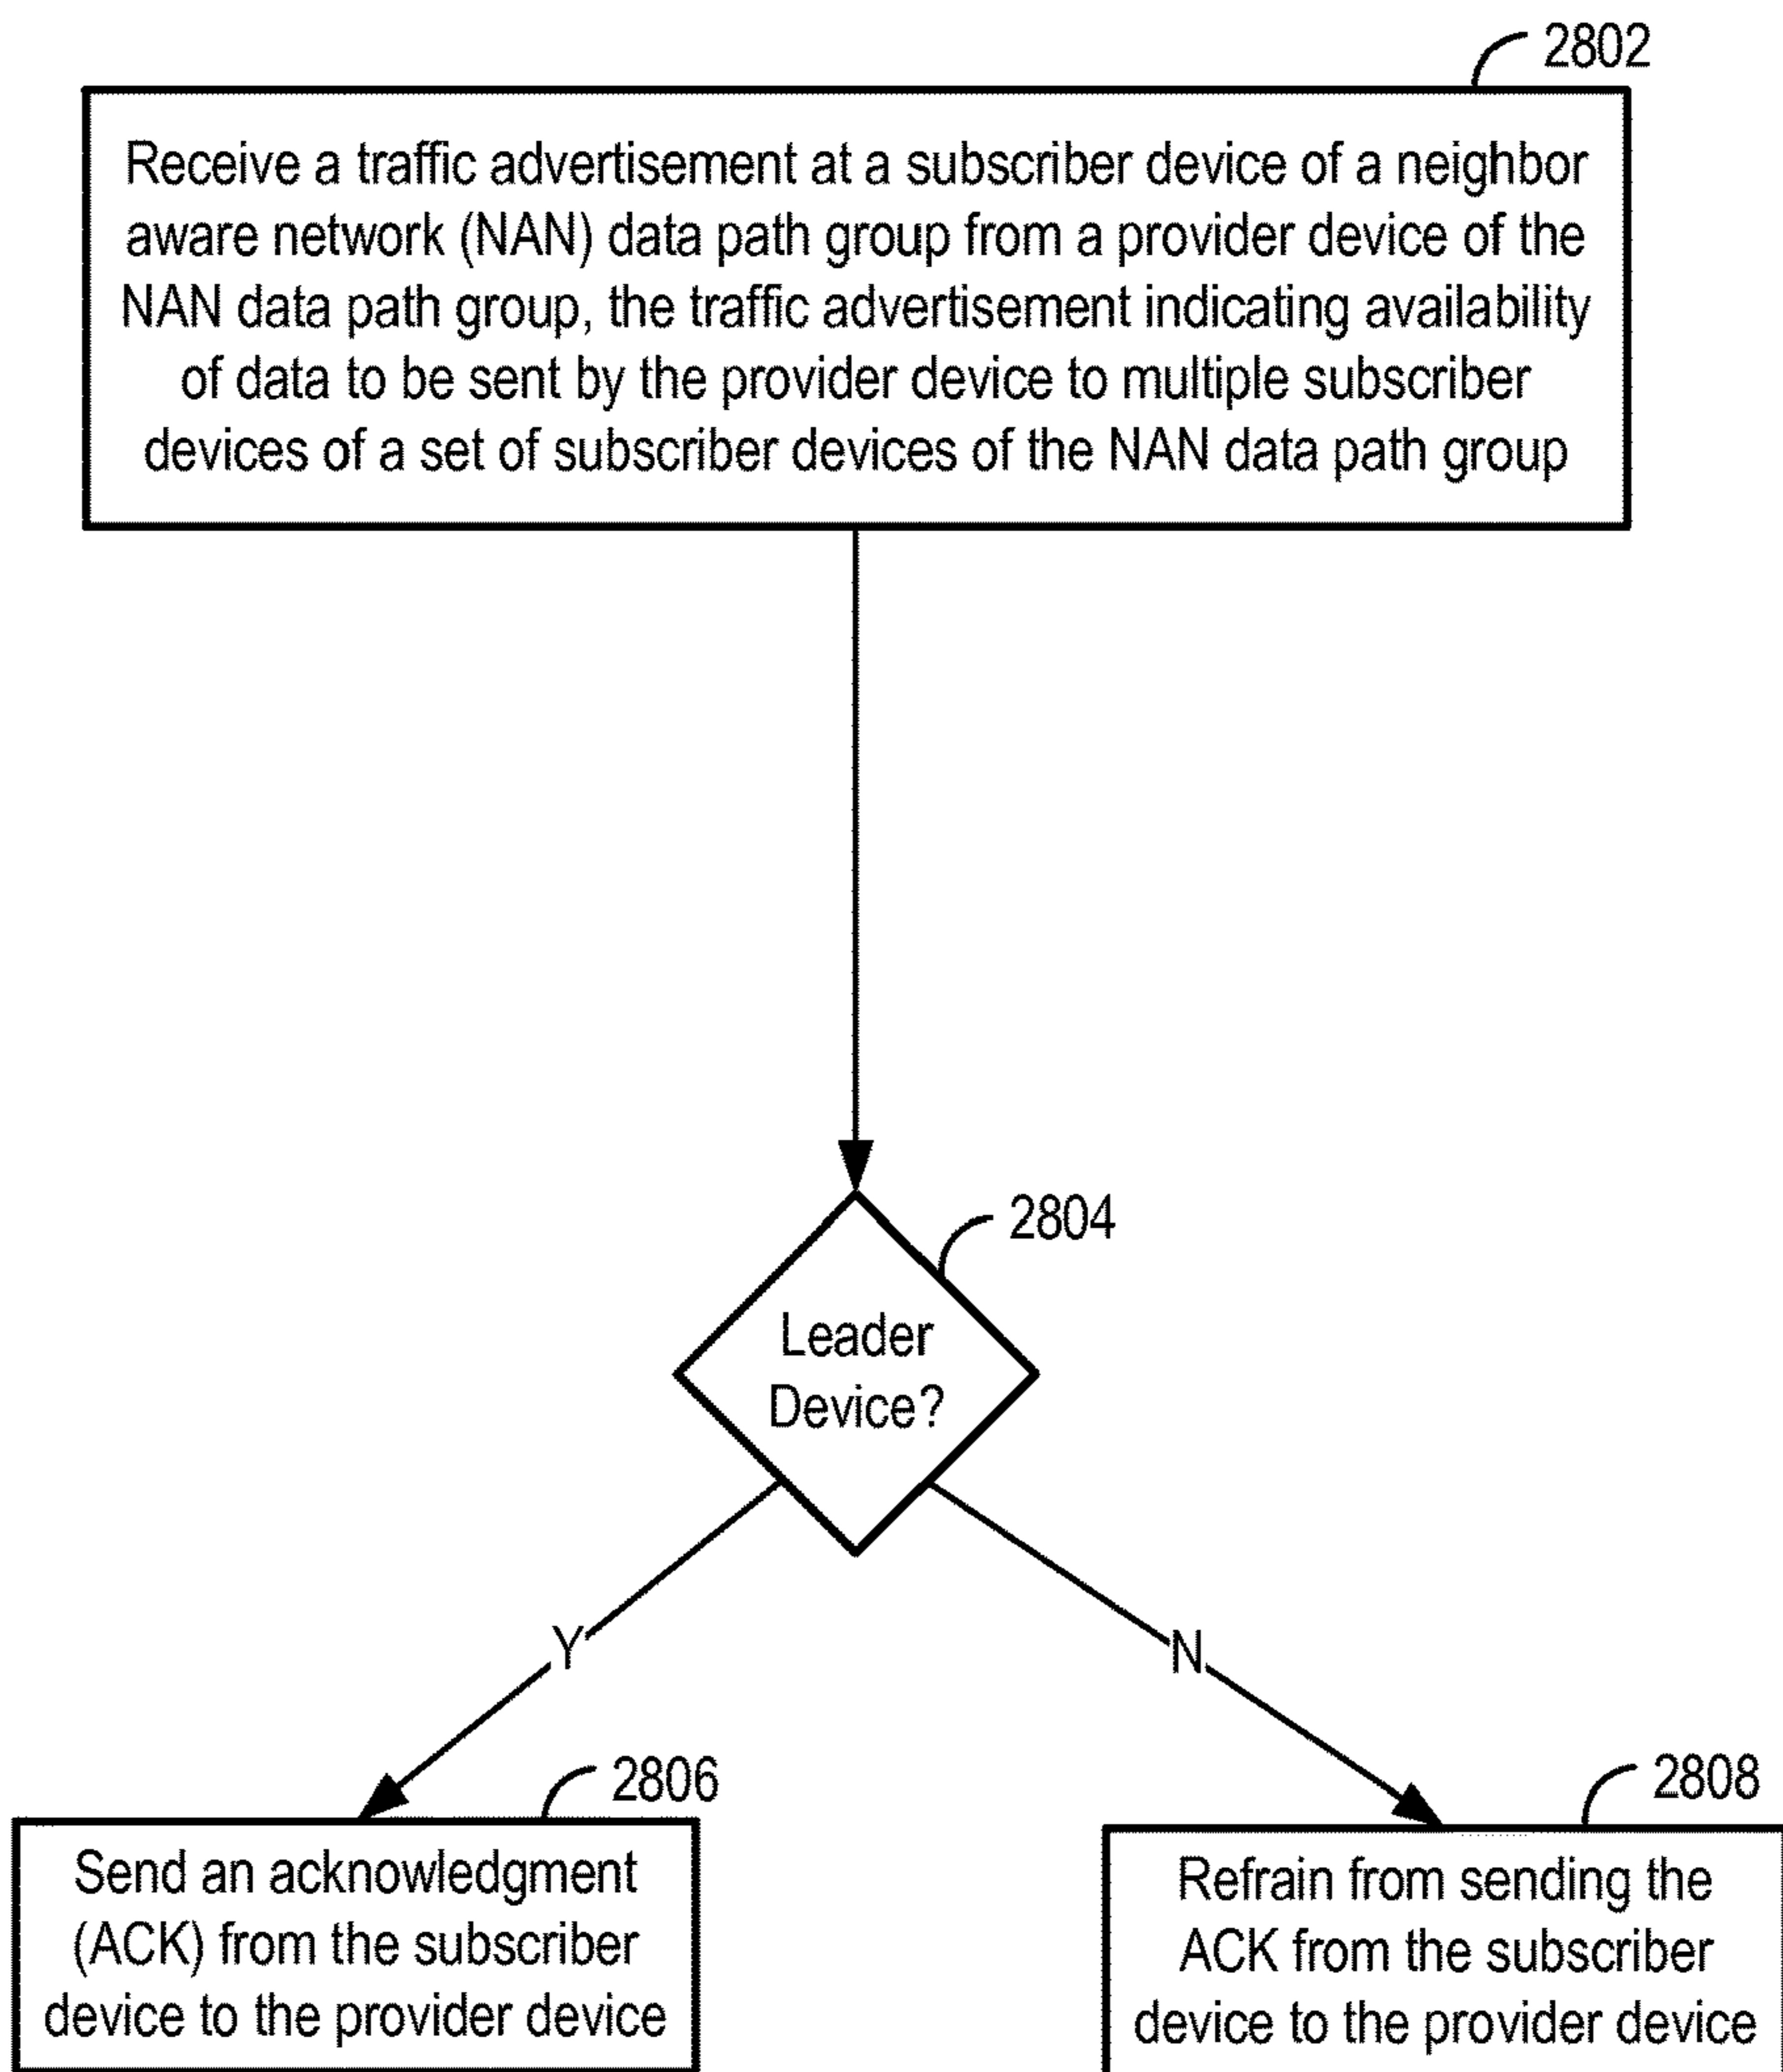 2802
Receive a traffic advertisement at a subscriber device of a neighbor
aware network (NAN) data path group from a provider device of the
NAN data path group, the traffic advertisement indicating availability
of data to be sent by the provider device to multiple subscriber
devices of a set of subscriber devices of the NAN data path group
2804
Leader
Device?
Y
N
2806
Send an acknowledgment
(ACK) from the subscriber
device to the provider device
2808
Refrain from sending the
ACK from the subscriber
device to the provider device